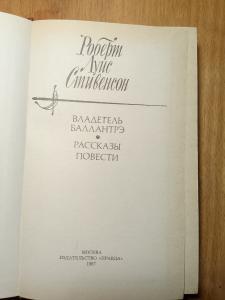 Роберт
Луис
Стивенсон
ВЛАДЕТЕЛЬ
БАЛЛАНТРЭ
•
РАССКАЗЫ
ПОВЕСТИ
МОСКВА
ИЗДАТЕЛЬСТВО «ПРАВДА»
1987